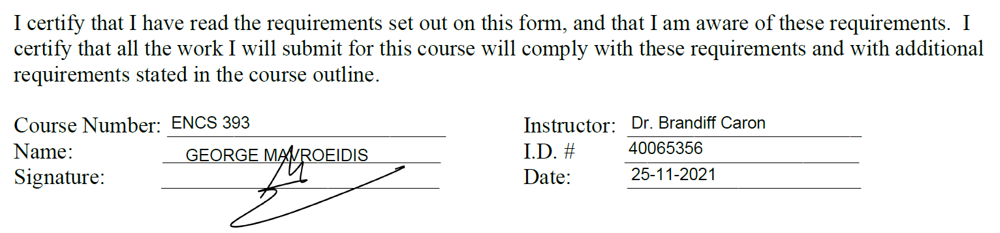 I certify that I have read the requirements set out on this form, and that I am aware of these requirements.  I
certify that all the work I will submit for this course will comply with these requirements and with additional
requirements stated in the course outline.
Course Number: ENCS 393 Instructor: Dr. Brandiff Caron
Name: GEORGE MAVROEIDIS I.D. # 40065356
Signature: Date: 25-11-2021